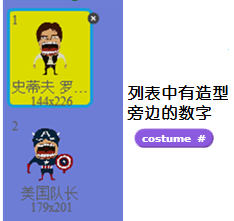 1
史蒂夫 罗...
144x226
2
美国队长
179x201
列表中有造型
旁边的数字
costume #